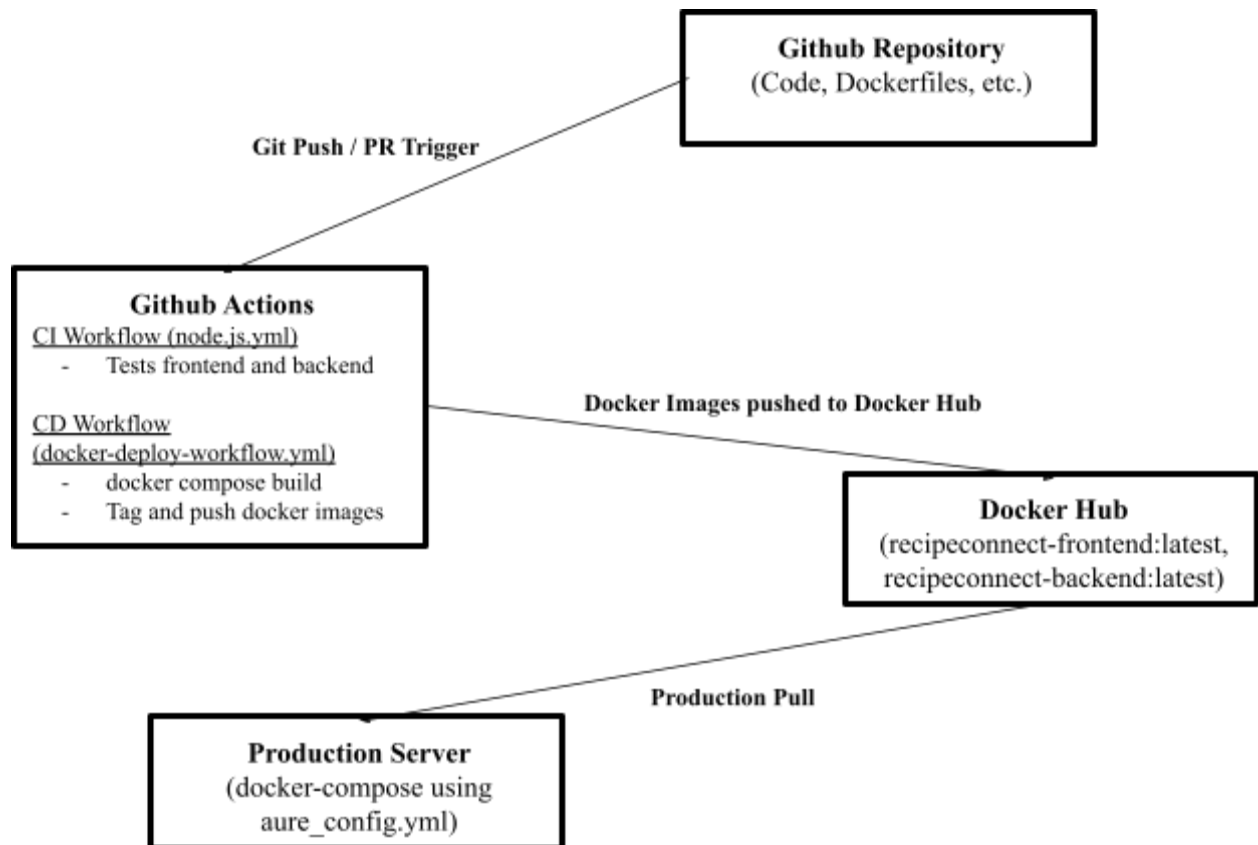 Github Repository
(Code, Dockerfiles, etc.)
Git Push / PR Trigger
Github Actions
CI Workflow (node.js.yml)
- Tests frontend and backend
CD Workflow
(docker-deploy-workflow.yml)
- docker compose build
- Tag and push docker images
Docker Images pushed to Docker Hub
Docker Hub
(recipeconnect-frontend:latest,
recipeconnect-backend:latest)
Production Pull
Production Server
(docker-compose using
aure_config.yml)